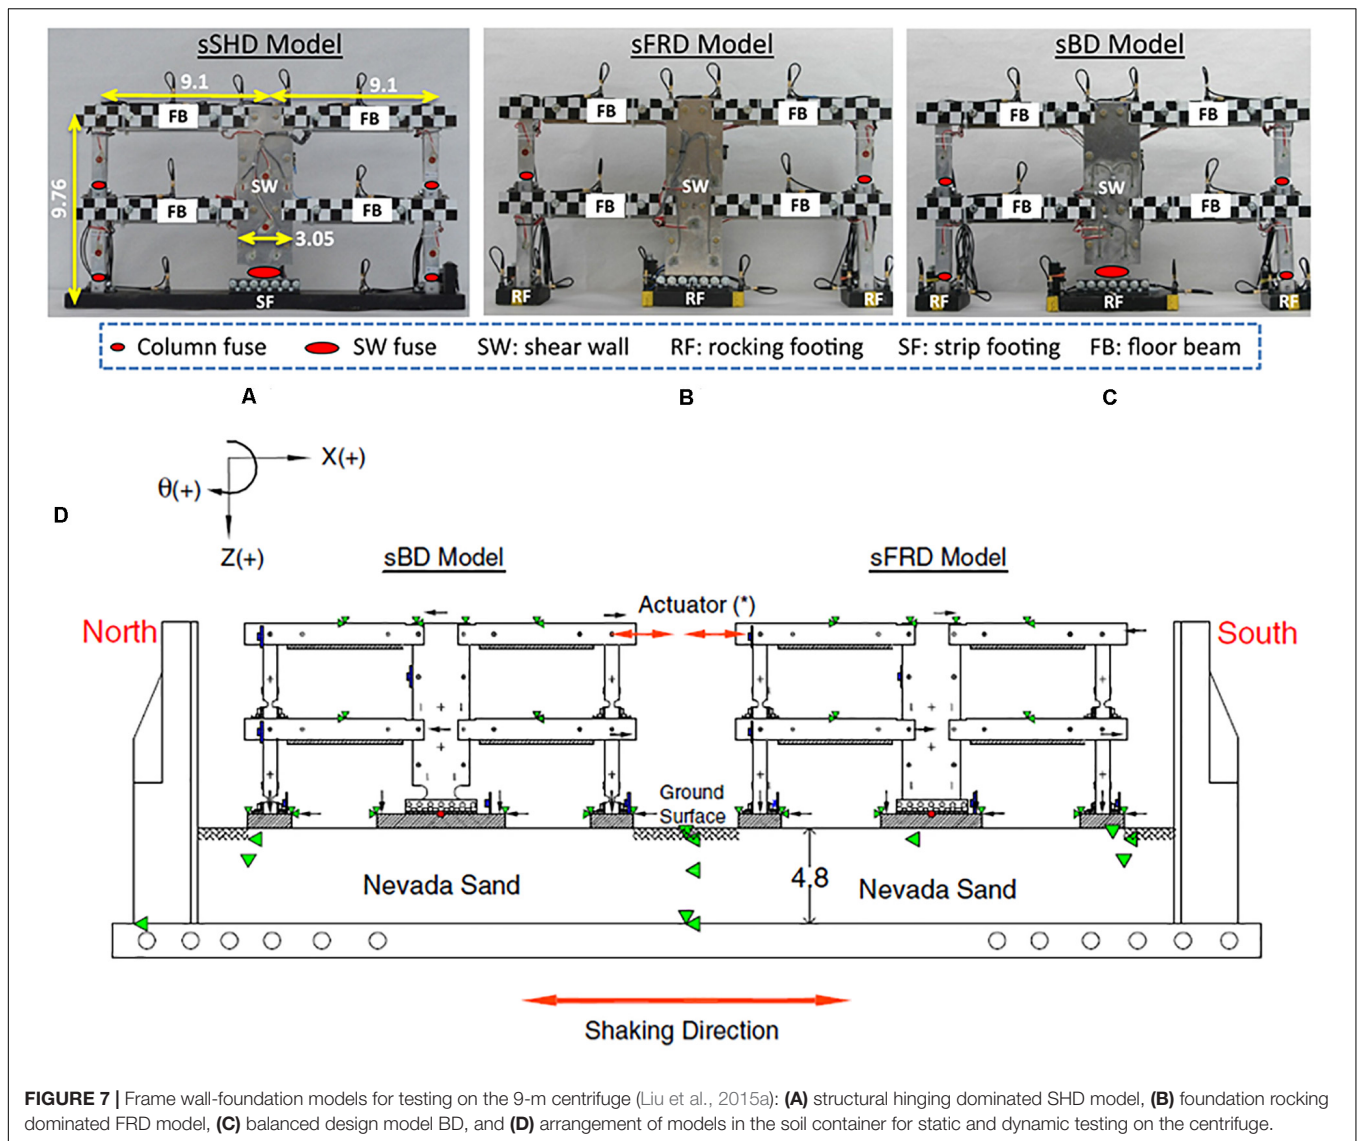 sSHD Model
sFRD Model
sBD Model
9.1
9.1
FB
FB
FB
FB
FB
FB
9.76
SW
SW
SW
FB
FB
FB
FB
FB
FB
3.05
SF
RF
RF
RF
RF
RF
RF
Column fuse SW fuse SW: shear wall RF: rocking footing SF: strip footing FB: floor beam
A
B
C
X(+)
θ(+)
Z(+)
D
sBD Model
sFRD Model
North
Actuator (*)
South
Ground
Surface
Nevada Sand
4.8
Nevada Sand
Shaking Direction
FIGURE 7 | Frame wall-foundation models for testing on the 9-m centrifuge (Liu et al., 2015a): (A) structural hinging dominated SHD model, (B) foundation rocking
dominated FRD model, (C) balanced design model BD, and (D) arrangement of models in the soil container for static and dynamic testing on the centrifuge.